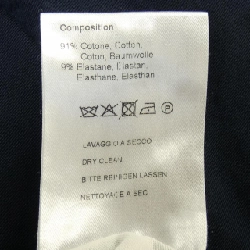 Composition
91% Cotone, Cotton,
Coton, Baumwolle
9% Elastane, Elastan,
Elasthane, Elasthan
LAVAGGIO A SECCO
DRY CLEAN
BITTE REINIGEN LASSEN
NETTOYAGE A SEC